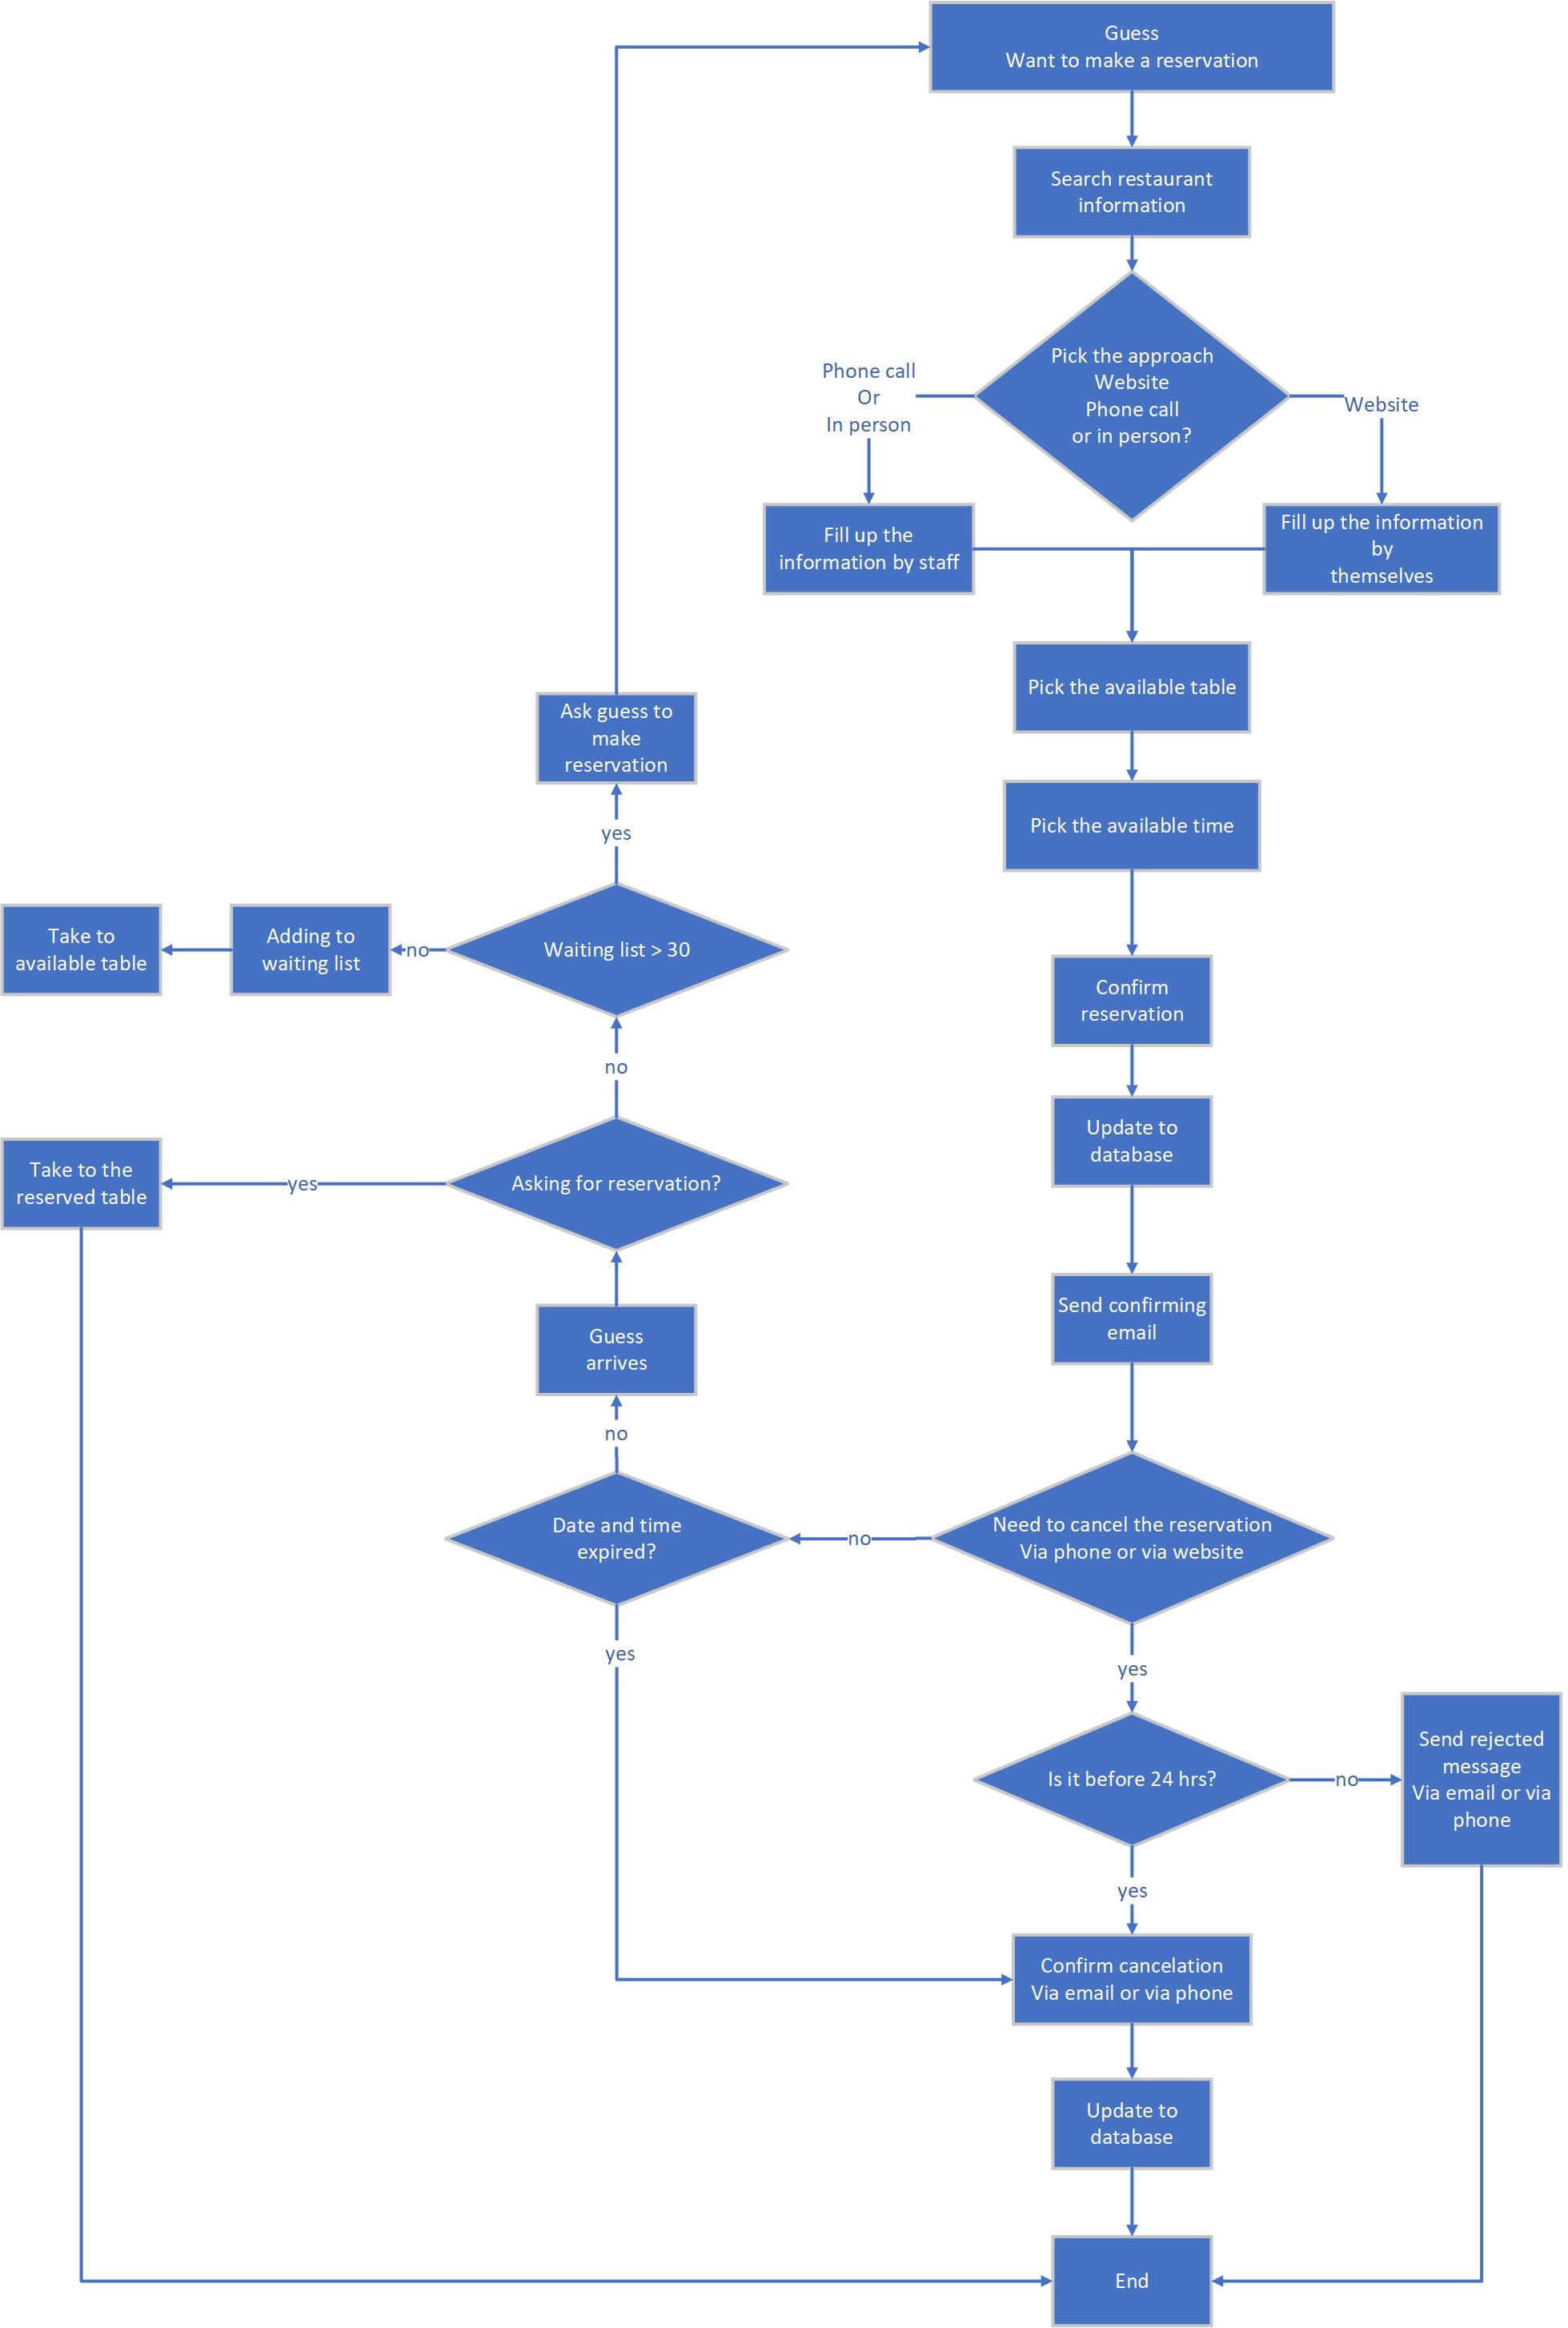 Guess
Want to make a reservation
Search restaurant
information
Pick the approach
Website
Phone call
or in person?
Phone call
Or
In person
Website
Fill up the
information by staff
Fill up the information
by
themselves
Pick the available table
Ask guess to
make
reservation
Pick the available time
yes
Take to
available table
Adding to
waiting list
no
Waiting list > 30
Confirm
reservation
no
Update to
database
Take to the
reserved table
yes
Asking for reservation?
Send confirming
email
Guess
arrives
no
Date and time
expired?
no
Need to cancel the reservation
Via phone or via website
yes
yes
Is it before 24 hrs?
no
Send rejected
message
Via email or via
phone
yes
Confirm cancelation
Via email or via phone
Update to
database
End